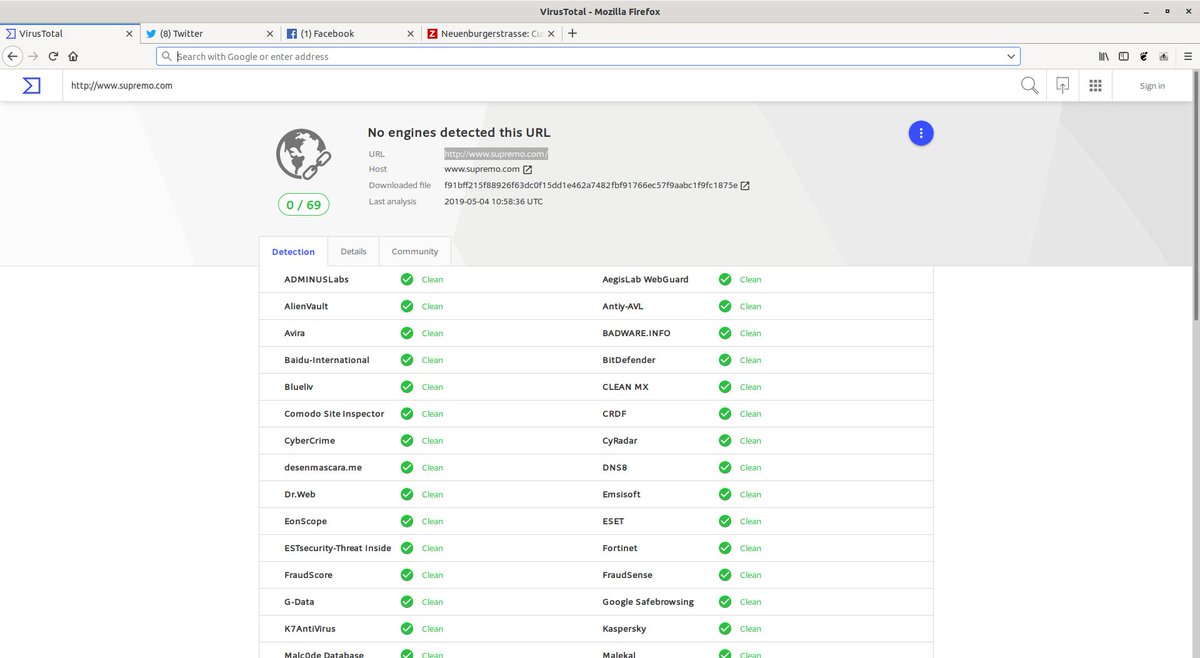 VirusTotal - Mozilla Firefox
VirusTotal
(8) Twitter
(1) Facebook
Neuenburgerstrasse: Cu
Search with Google or enter address
http://www.supremo.com
Sign in
No engines detected this URL
URL http://www.supremo.com/
Host www.supremo.com
Downloaded file f91bff215f88926f63dc0f15dd1e462a7482fbf91766ec57f9aabc1f9fc1875e
Last analysis 2019-05-04 10:58:36 UTC
0 / 69
Detection Details Community
ADMINUSLabs Clean AegisLab WebGuard Clean
AlienVault Clean Antiy-AVL Clean
Avira Clean BADWARE.INFO Clean
Baidu-International Clean BitDefender Clean
Blueliv Clean CLEAN MX Clean
Comodo Site Inspector Clean CRDF Clean
CyberCrime Clean CyRadar Clean
desenmascara.me Clean DNS8 Clean
Dr.Web Clean Emsisoft Clean
EonScope Clean ESET Clean
ESTsecurity-Threat Inside Clean Fortinet Clean
FraudScore Clean FraudSense Clean
G-Data Clean Google Safebrowsing Clean
K7AntiVirus Clean Kaspersky Clean
Malc0de Database Clean Malekal Clean